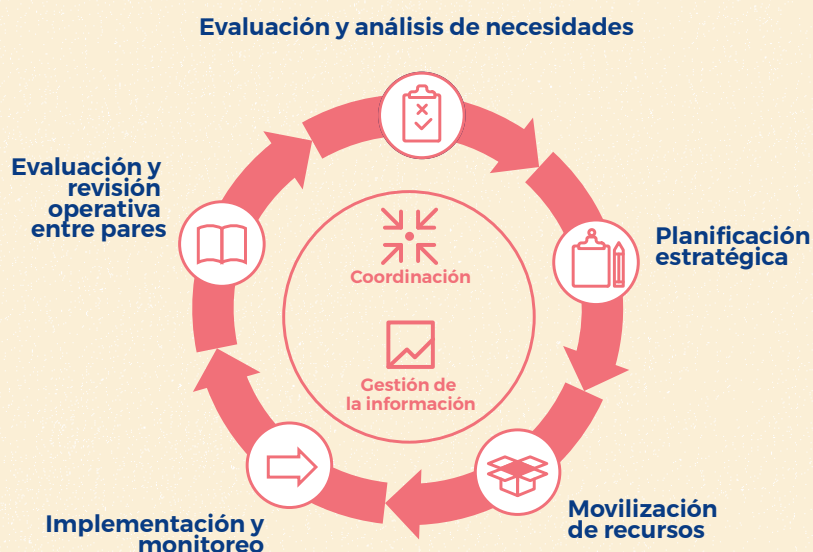 Evaluación y análisis de necesidades
Evaluación y
revisión
operativa
entre pares
Planificación
estratégica
Coordinación
Gestión de
la información
Movilización
de recursos
Implementación y
monitoreo